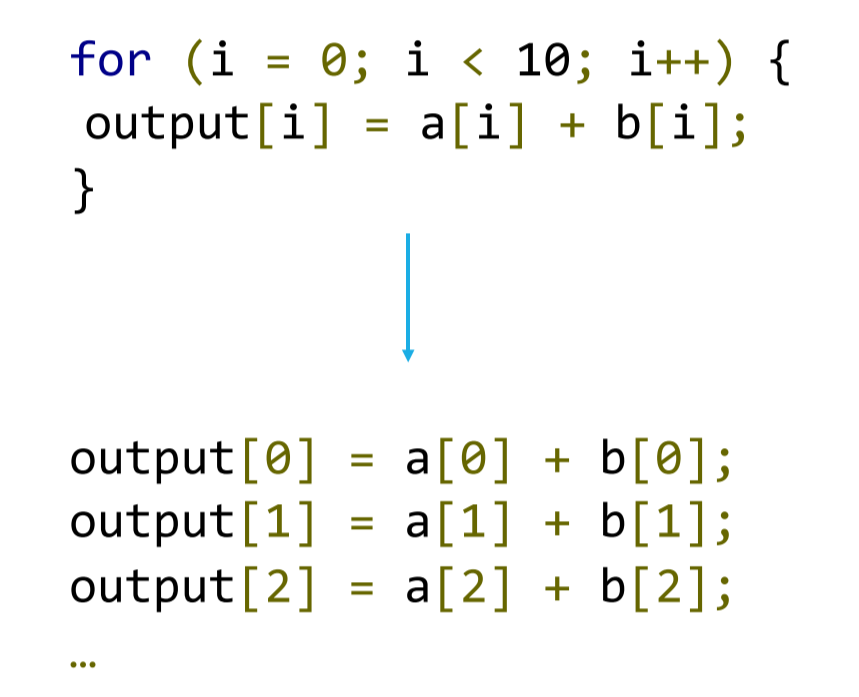 for (i = 0; i < 10; i++) {
output[i] = a[i] + b[i];
}
output[0] = a[0] + b[0];
output[1] = a[1] + b[1];
output[2] = a[2] + b[2];
…